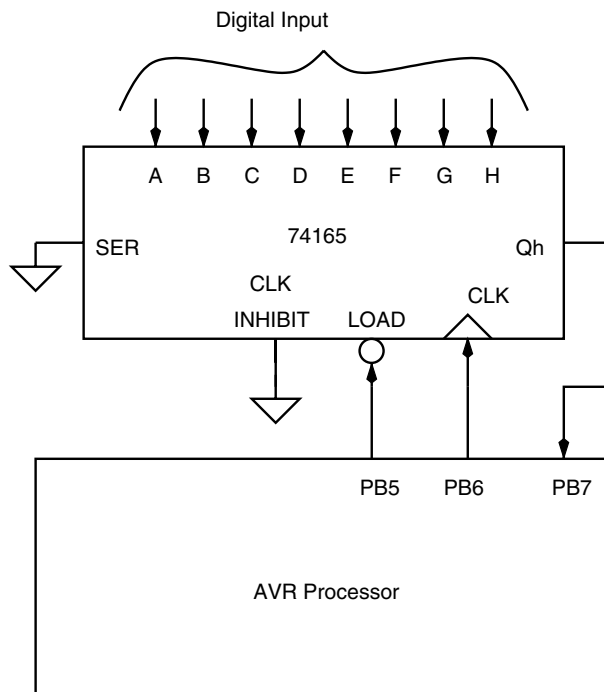 Digital Input
A B C D E F G H
74165
SER
Qh
CLK
INHIBIT
LOAD
CLK
PB5 PB6 PB7
AVR Processor